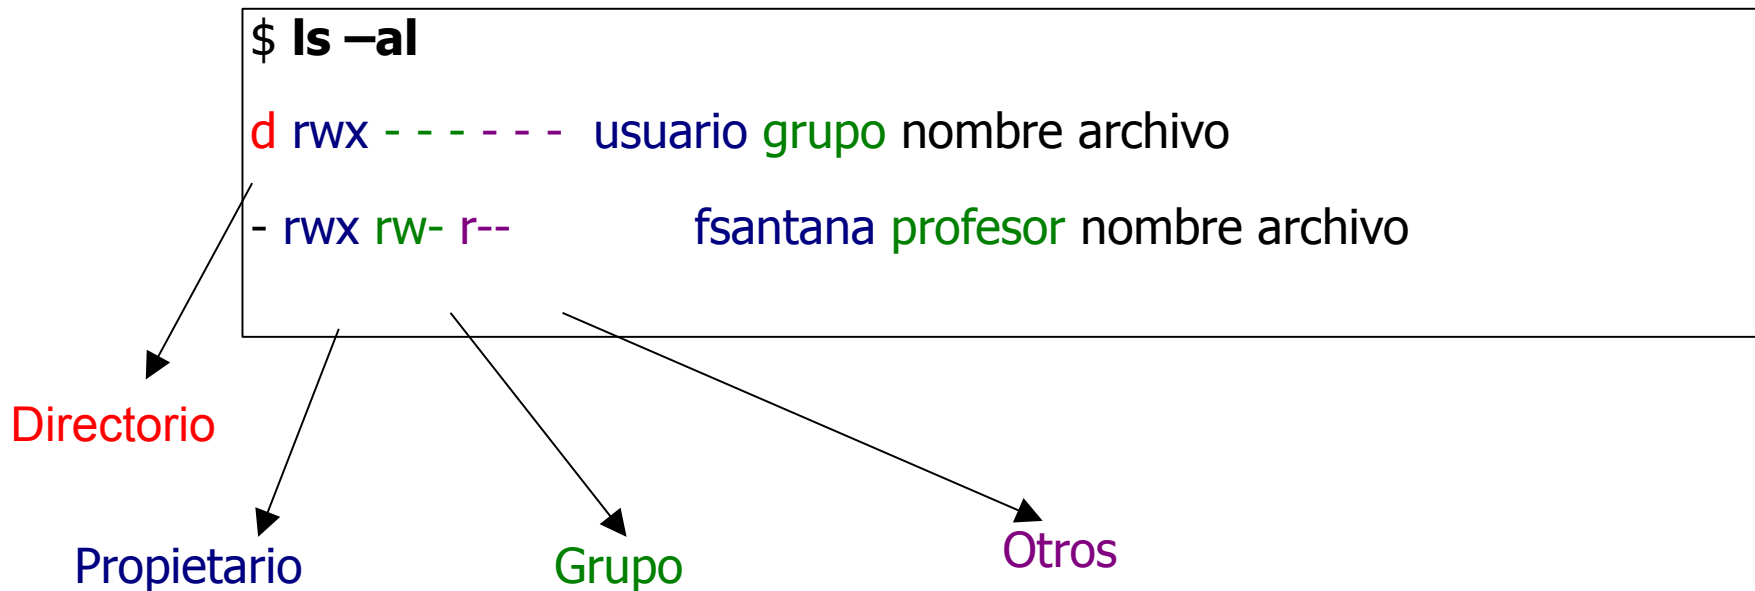 $ ls –al
d rwx - - - - - - usuario grupo nombre archivo
- rwx rw- r-- fsantana profesor nombre archivo
Directorio
Propietario Grupo Otros